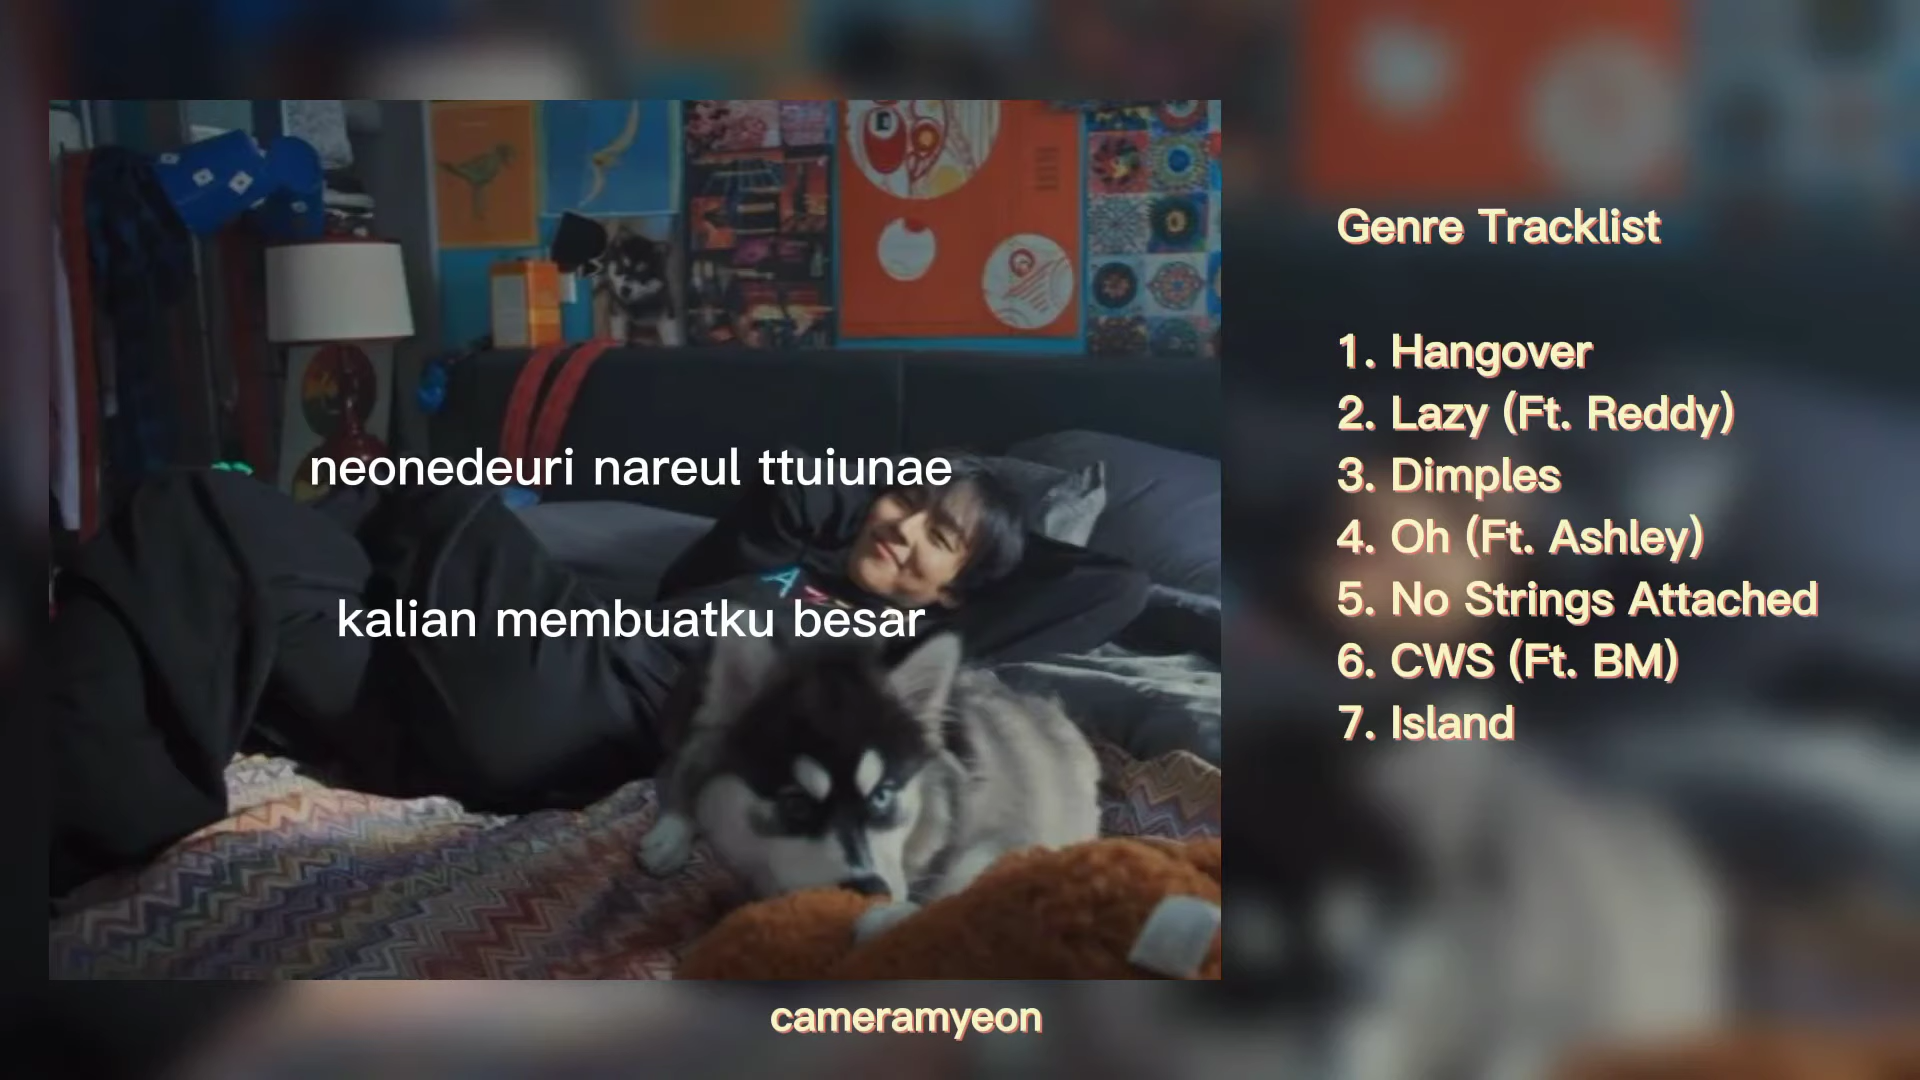 neonedeuri nareul ttuiunae
kalian membuatku besar
Genre Tracklist
1. Hangover
2. Lazy (Ft. Reddy)
3. Dimples
4. Oh (Ft. Ashley)
5. No Strings Attached
6. CWS (Ft. BM)
7. Island
cameramyeon